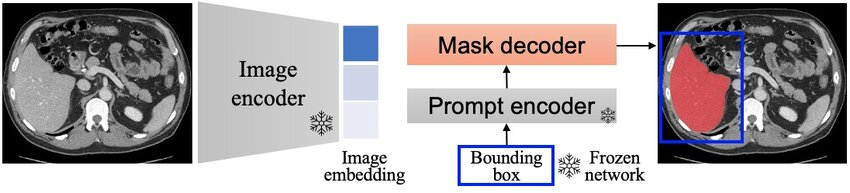 Image
encoder
Image
embedding
Mask decoder
Prompt encoder
Bounding
box
Frozen
network